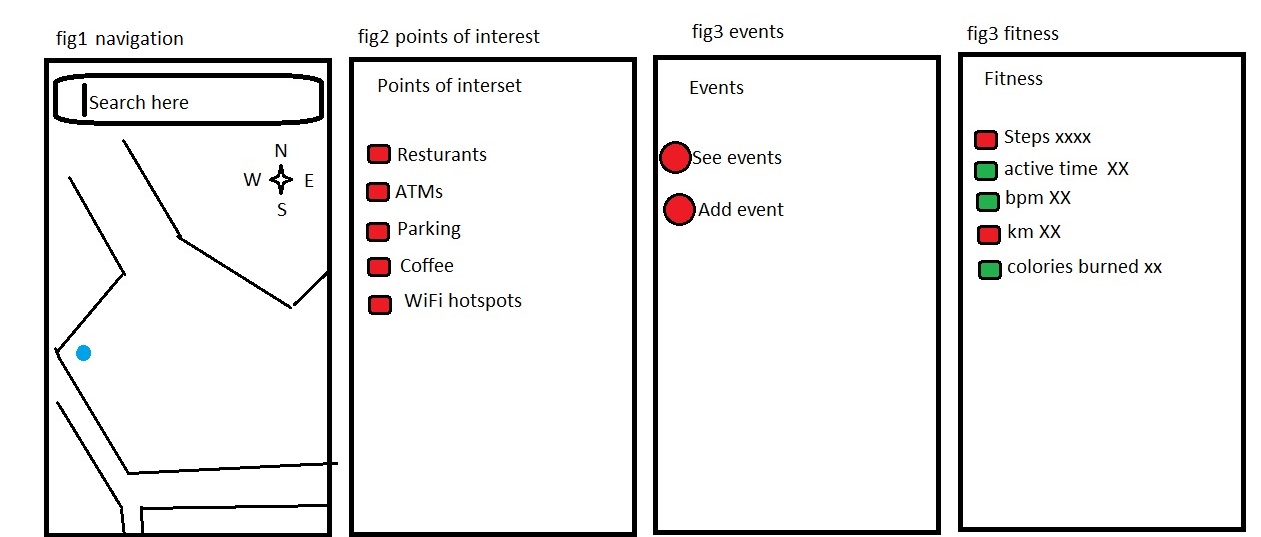 fig1 navigation
Search here
N
W E
S
fig2 points of interest
Points of interset
Resturants
ATMs
Parking
Coffee
WiFi hotspots
fig3 events
Events
See events
Add event
fig3 fitness
Fitness
Steps xxxx
active time XX
bpm XX
km XX
colories burned xx